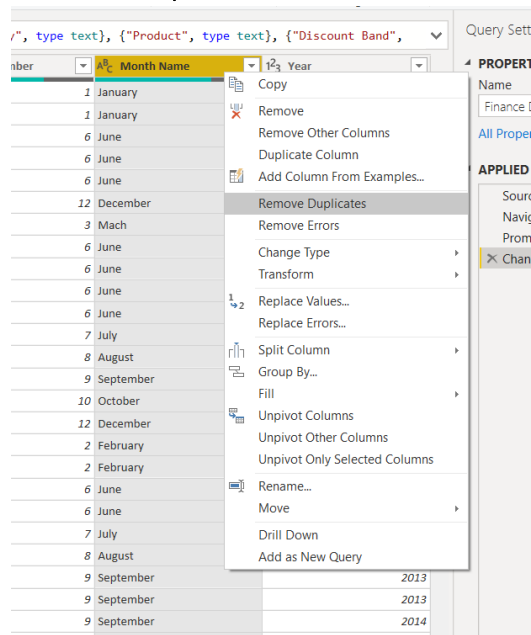 y", type text}, {"Product", type text}, {"Discount Band",
nber ABC Month Name 123 Year
1 January
1 January
6 June
6 June
6 June
12 December
3 Mach
6 June
6 June
6 June
6 June
7 July
8 August
9 September
10 October
12 December
2 February
2 February
6 June
6 June
7 July
8 August
9 September 2013
9 September 2013
9 September 2014
Copy
Remove
Remove Other Columns
Duplicate Column
Add Column From Examples...
Remove Duplicates
Remove Errors
Change Type
Transform
1 2 Replace Values...
Replace Errors...
Split Column
Group By...
Fill
Unpivot Columns
Unpivot Other Columns
Unpivot Only Selected Columns
Rename...
Move
Drill Down
Add as New Query
Query Sett
PROPERT
Name
Finance D
All Proper
APPLIED
Sourc
Navig
Prom
Chan